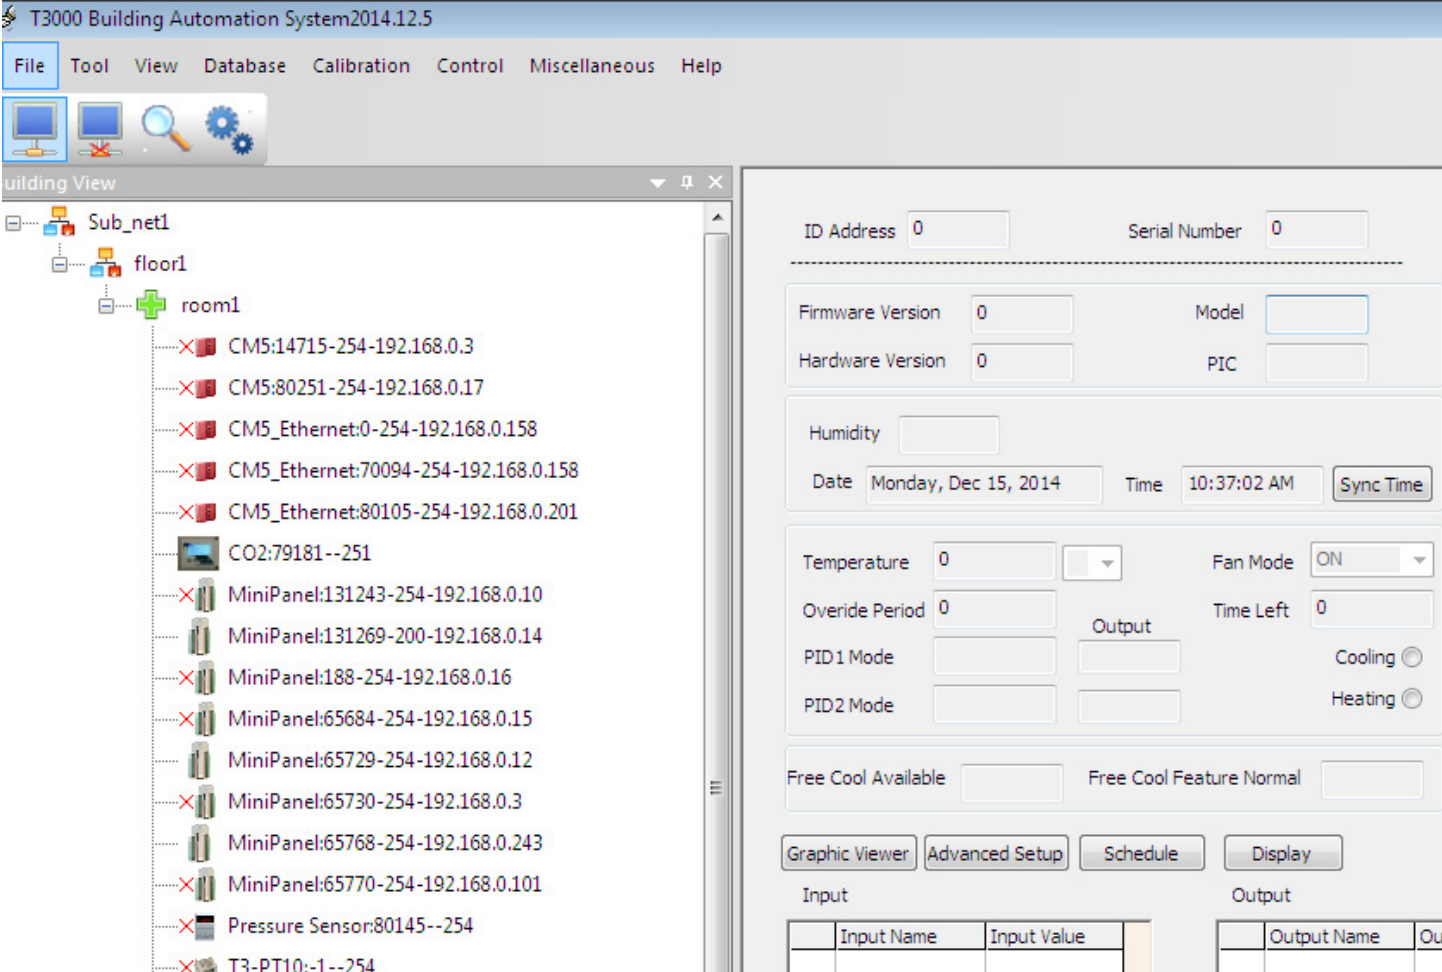 T3000 Building Automation System2014.12.5
File Tool View Database Calibration Control Miscellaneous Help
uilding View
Sub_net1
floor1
room1
CM5:14715-254-192.168.0.3
CM5:80251-254-192.168.0.17
CM5_Ethernet:0-254-192.168.0.158
CM5_Ethernet:70094-254-192.168.0.158
CM5_Ethernet:80105-254-192.168.0.201
CO2:79181--251
MiniPanel:131243-254-192.168.0.10
MiniPanel:131269-200-192.168.0.14
MiniPanel:188-254-192.168.0.16
MiniPanel:65684-254-192.168.0.15
MiniPanel:65729-254-192.168.0.12
MiniPanel:65730-254-192.168.0.3
MiniPanel:65768-254-192.168.0.243
MiniPanel:65770-254-192.168.0.101
Pressure Sensor:80145--254
T3-PT10:-1--254
ID Address 0 Serial Number 0
Firmware Version 0 Model
Hardware Version 0 PIC
Humidity
Date Monday, Dec 15, 2014 Time 10:37:02 AM Sync Time
Temperature 0 Fan Mode ON
Overide Period 0 Time Left 0
Output
PID1 Mode Cooling
PID2 Mode Heating
Free Cool Available Free Cool Feature Normal
Graphic Viewer Advanced Setup Schedule Display
Input Output
Input Name Input Value Output Name Ou